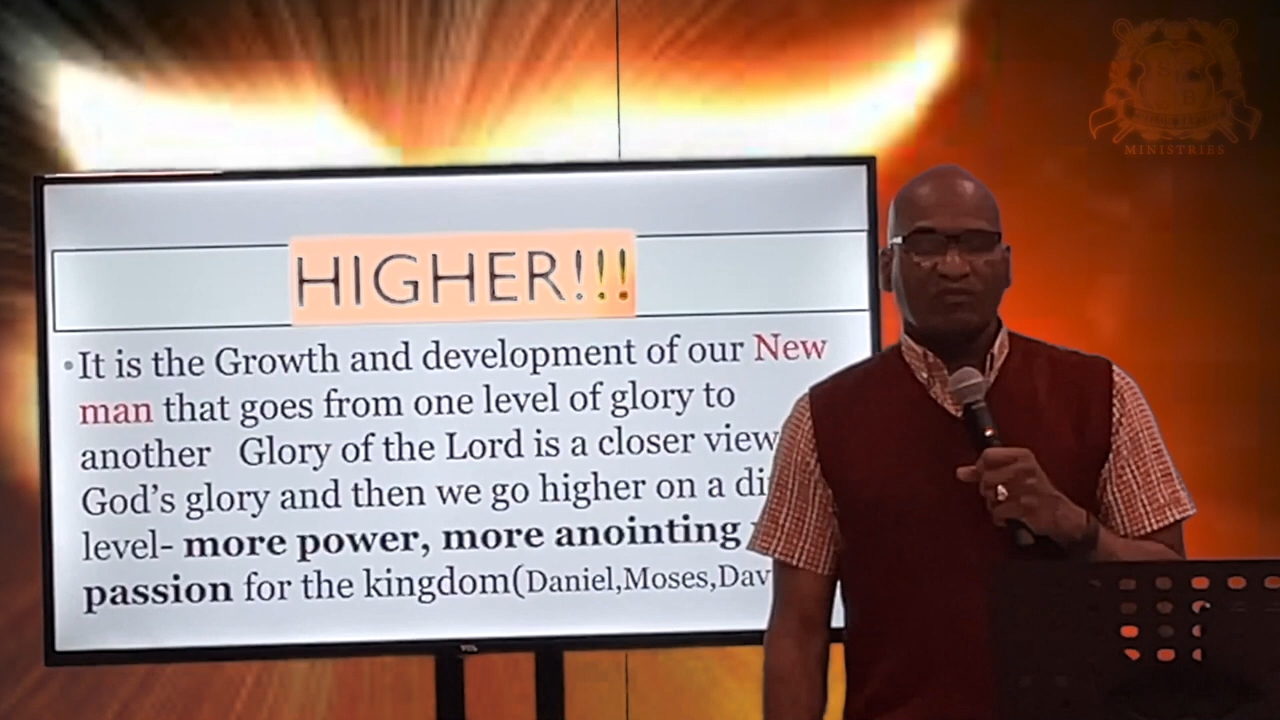 HIGHER!!!
•It is the Growth and development of our New
man that goes from one level of glory to
another Glory of the Lord is a closer view
God's glory and then we go higher on a
level- more power, more anointing
passion for the kingdom(Daniel,Moses,
MINISTRIES
TCL